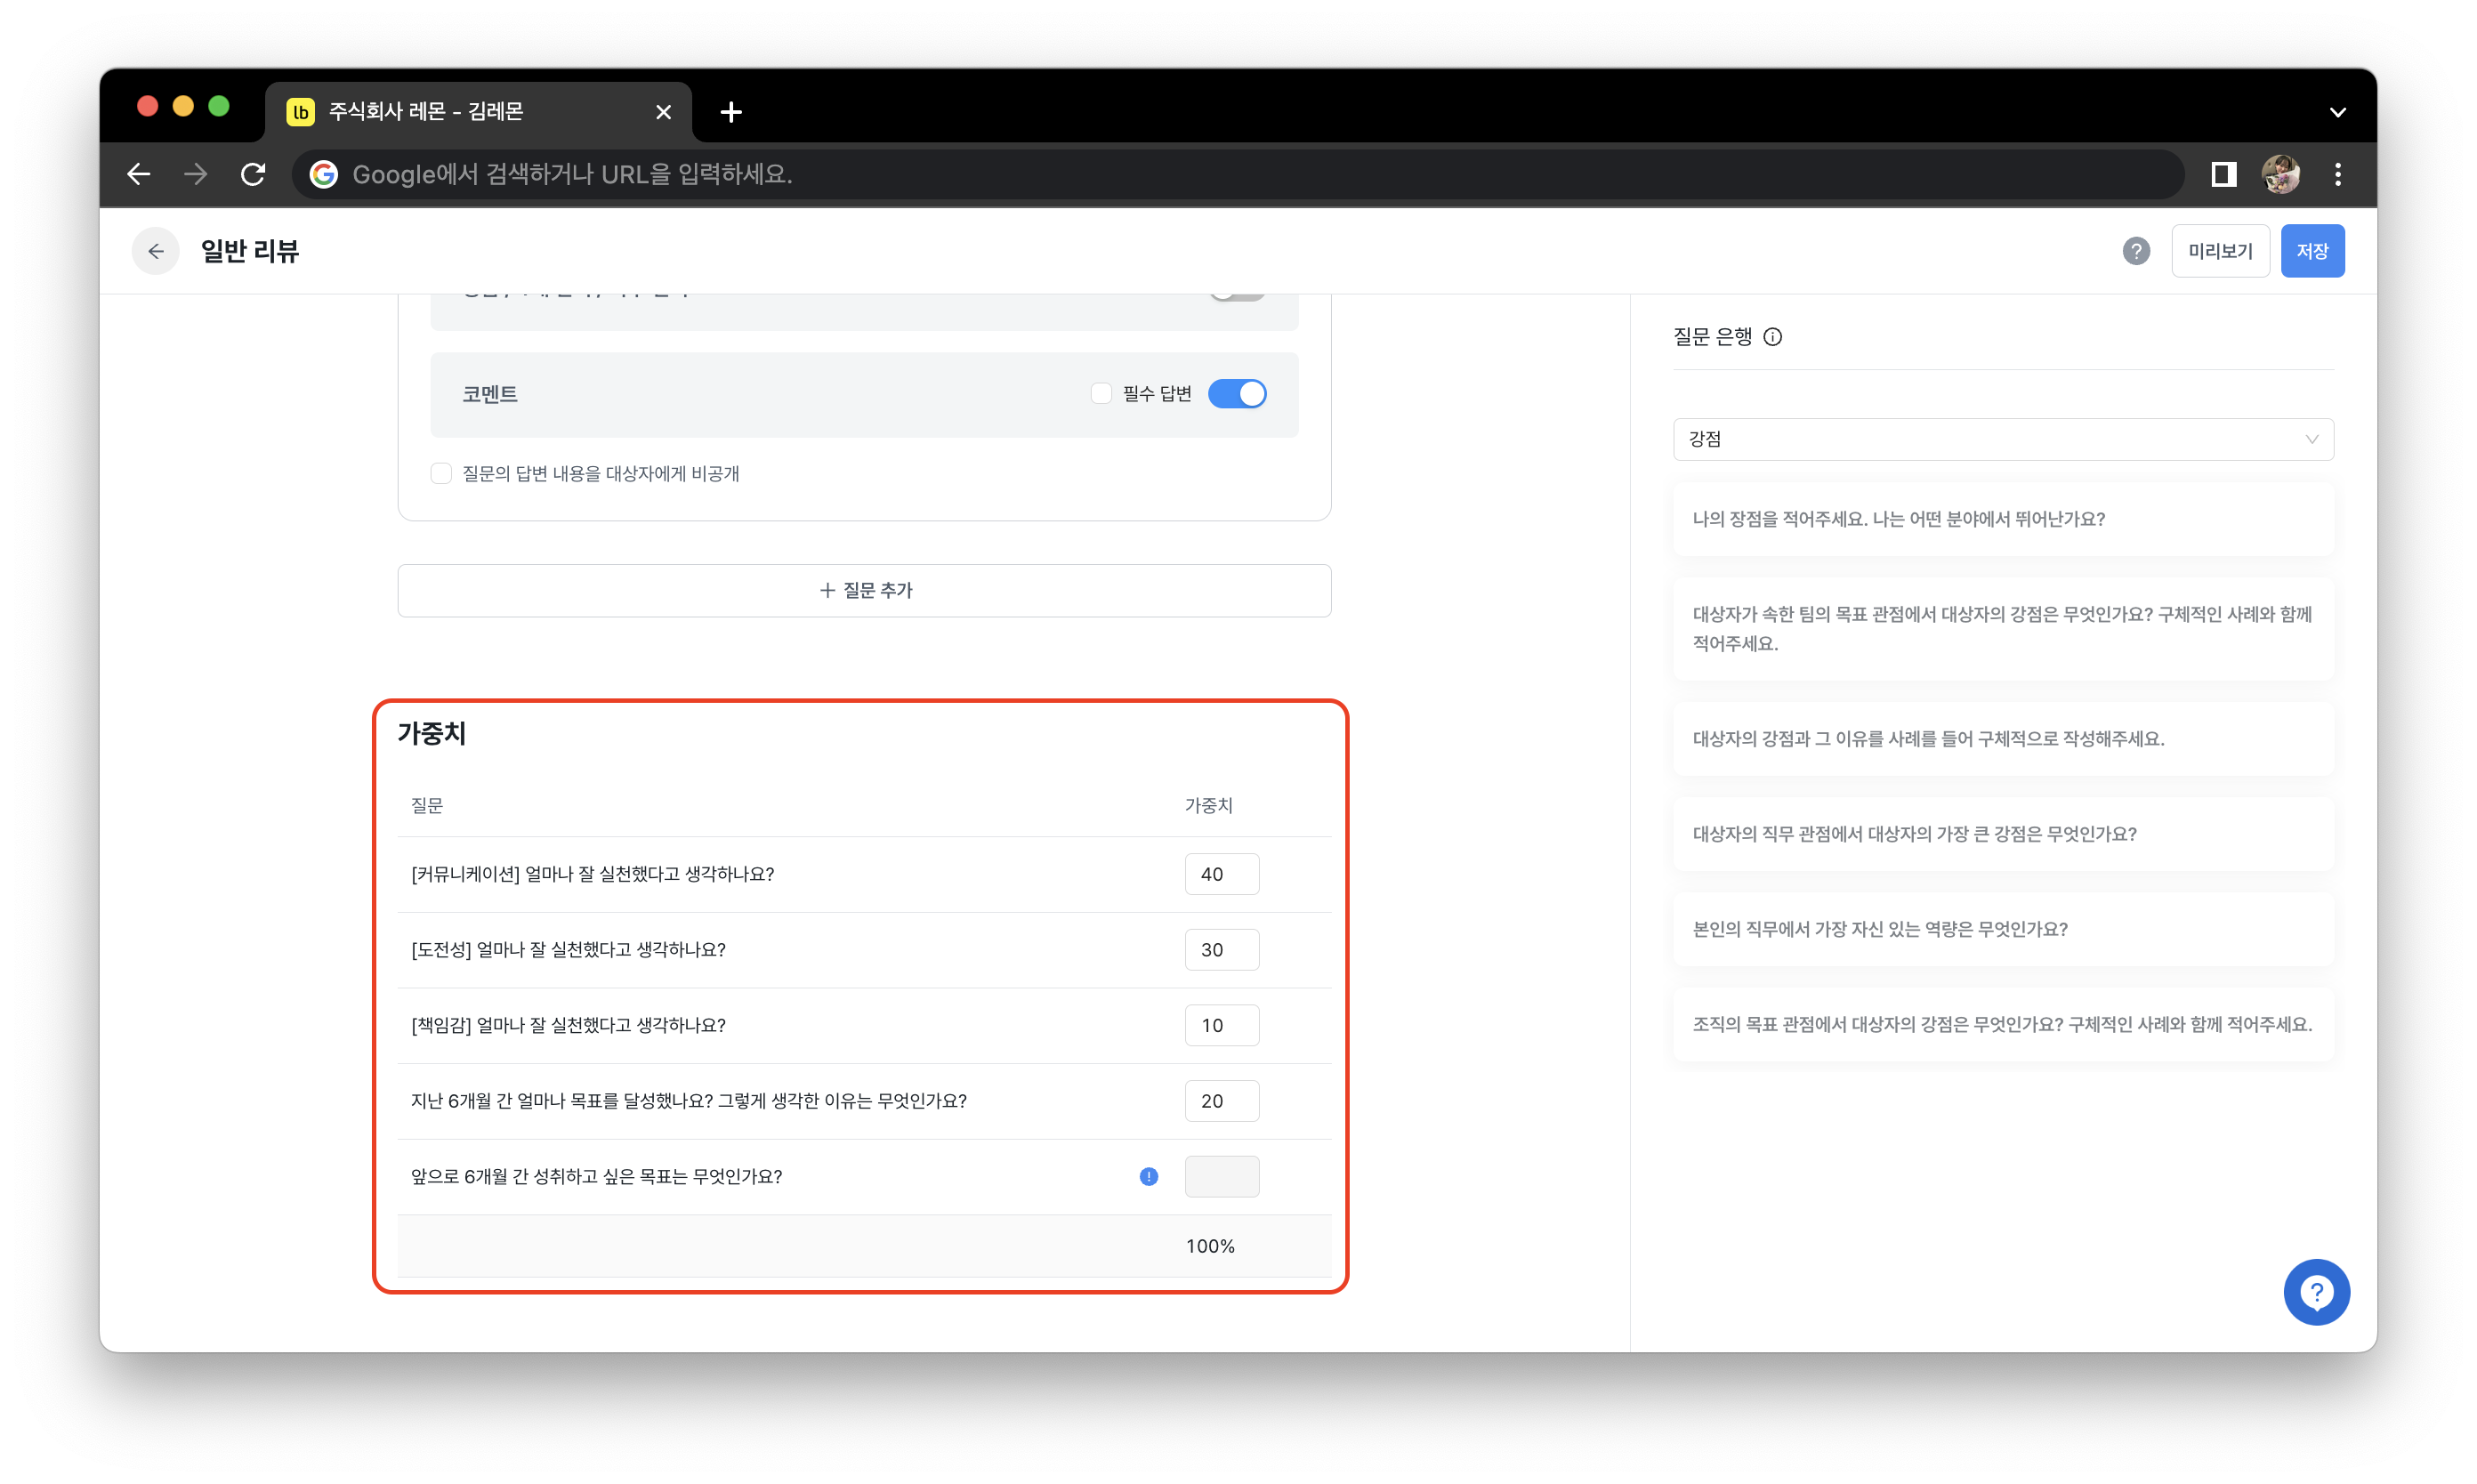 lb 주식회사 레몬 - 김레몬
Google에서 검색하거나 URL을 입력하세요.
일반 리뷰
미리보기
저장
코멘트
필수 답변
질문의 답변 내용을 대상자에게 비공개
+ 질문 추가
가중치
질문 가중치
[커뮤니케이션] 얼마나 잘 실천했다고 생각하나요? 40
[도전성] 얼마나 잘 실천했다고 생각하나요? 30
[책임감] 얼마나 잘 실천했다고 생각하나요? 10
지난 6개월 간 얼마나 목표를 달성했나요? 그렇게 생각한 이유는 무엇인가요? 20
앞으로 6개월 간 성취하고 싶은 목표는 무엇인가요?
100%
질문 은행
강점
나의 장점을 적어주세요. 나는 어떤 분야에서 뛰어난가요?
대상자가 속한 팀의 목표 관점에서 대상자의 강점은 무엇인가요? 구체적인 사례와 함께
적어주세요.
대상자의 강점과 그 이유를 사례를 들어 구체적으로 작성해주세요.
대상자의 직무 관점에서 대상자의 가장 큰 강점은 무엇인가요?
본인의 직무에서 가장 자신 있는 역량은 무엇인가요?
조직의 목표 관점에서 대상자의 강점은 무엇인가요? 구체적인 사례와 함께 적어주세요.